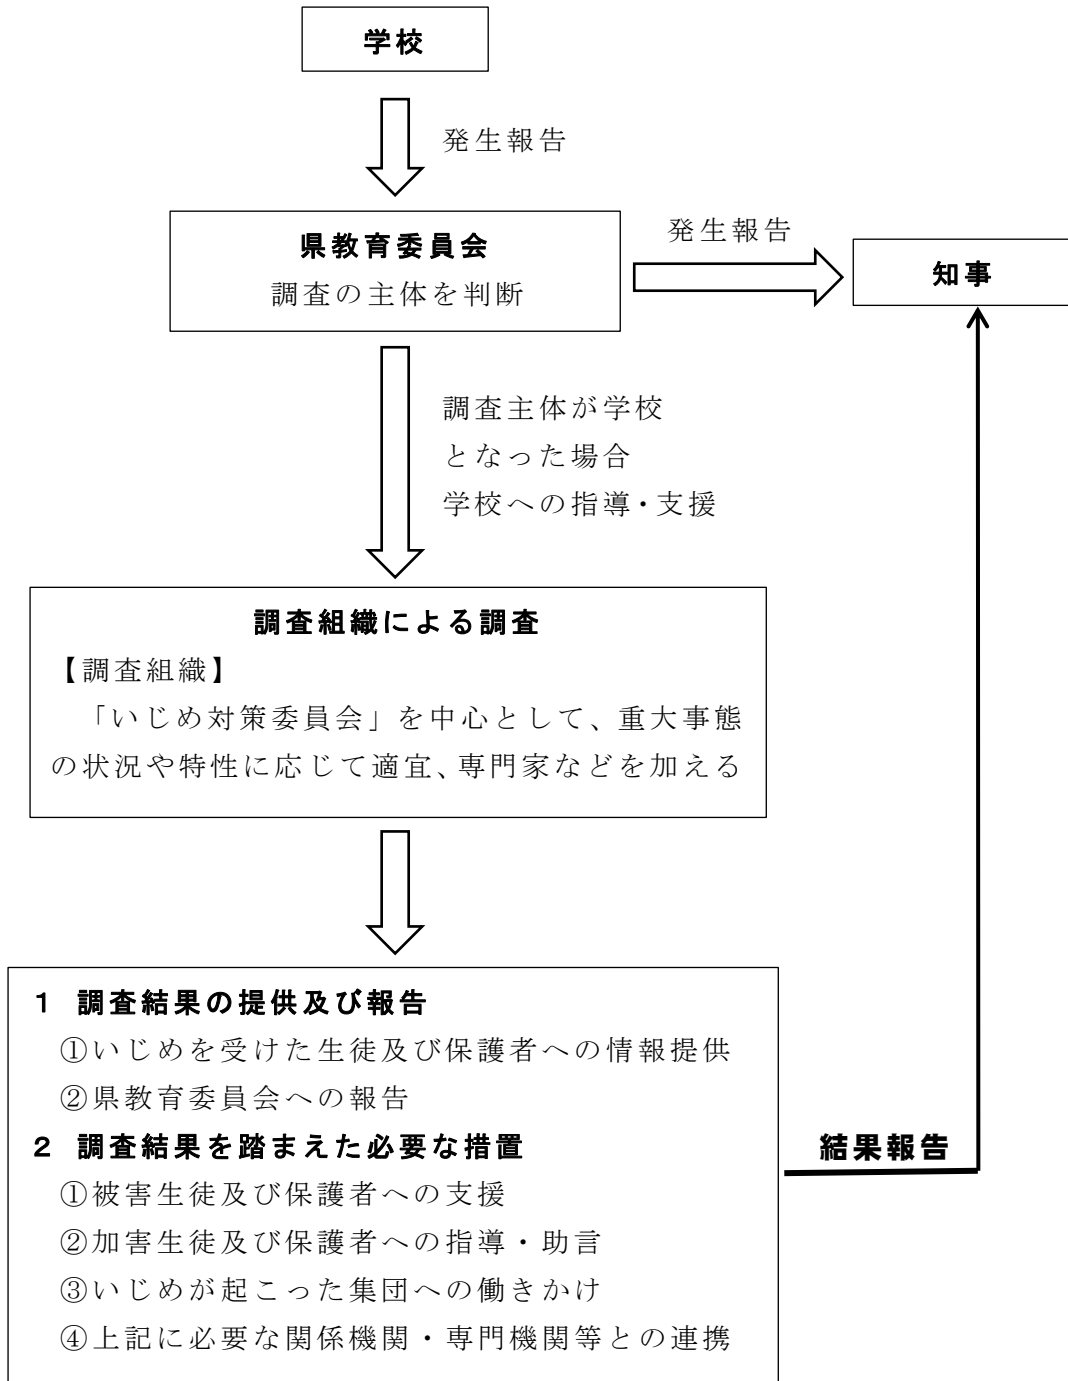 学校
発生報告
県教育委員会
調査の主体を判断
発生報告
知事
調査主体が学校
となった場合
学校への指導・支援
調査組織による調査
【調査組織】
「いじめ対策委員会」を中心として、重大事態
の状況や特性に応じて適宜、専門家などを加える
1 調査結果の提供及び報告
①いじめを受けた生徒及び保護者への情報提供
②県教育委員会への報告
2 調査結果を踏まえた必要な措置
①被害生徒及び保護者への支援
②加害生徒及び保護者への指導・助言
③いじめが起こった集団への働きかけ
④上記に必要な関係機関・専門機関等との連携
結果報告